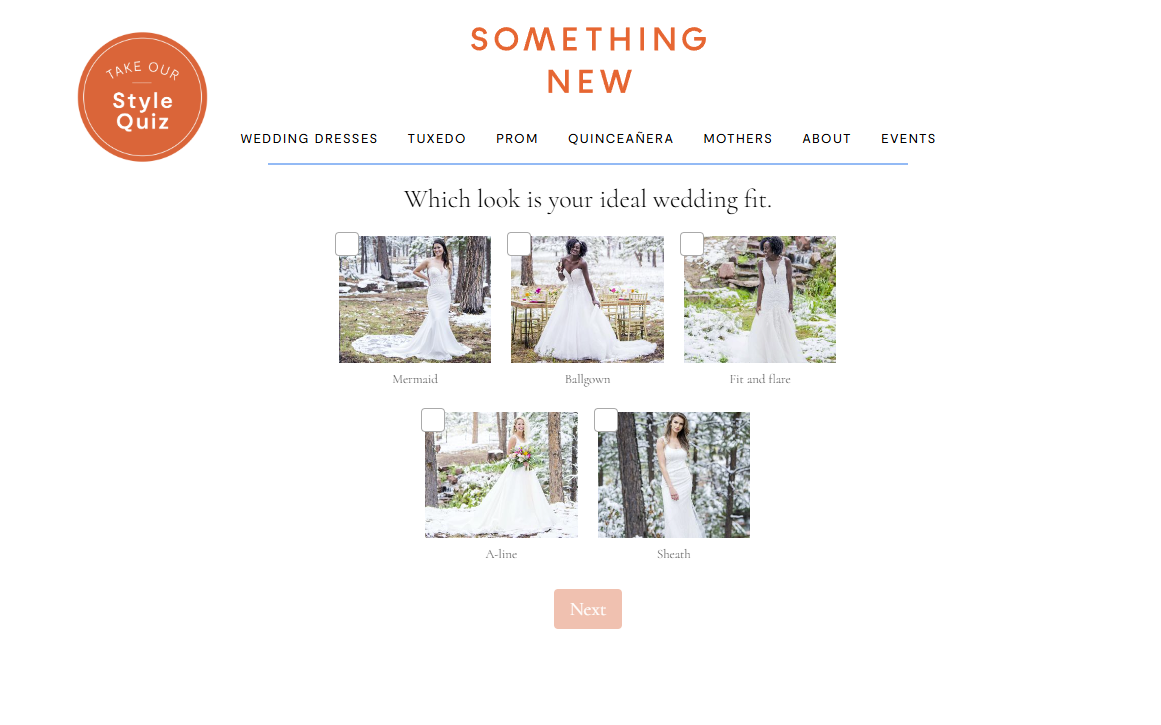 SOMETHING
NEW
TAKE OUR
Style
Quiz
WEDDING DRESSES TUXEDO PROM QUINCEAÑERA MOTHERS ABOUT EVENTS
Which look is your ideal wedding fit.
Mermaid Ballgown Fit and flare
A-line Sheath
Next